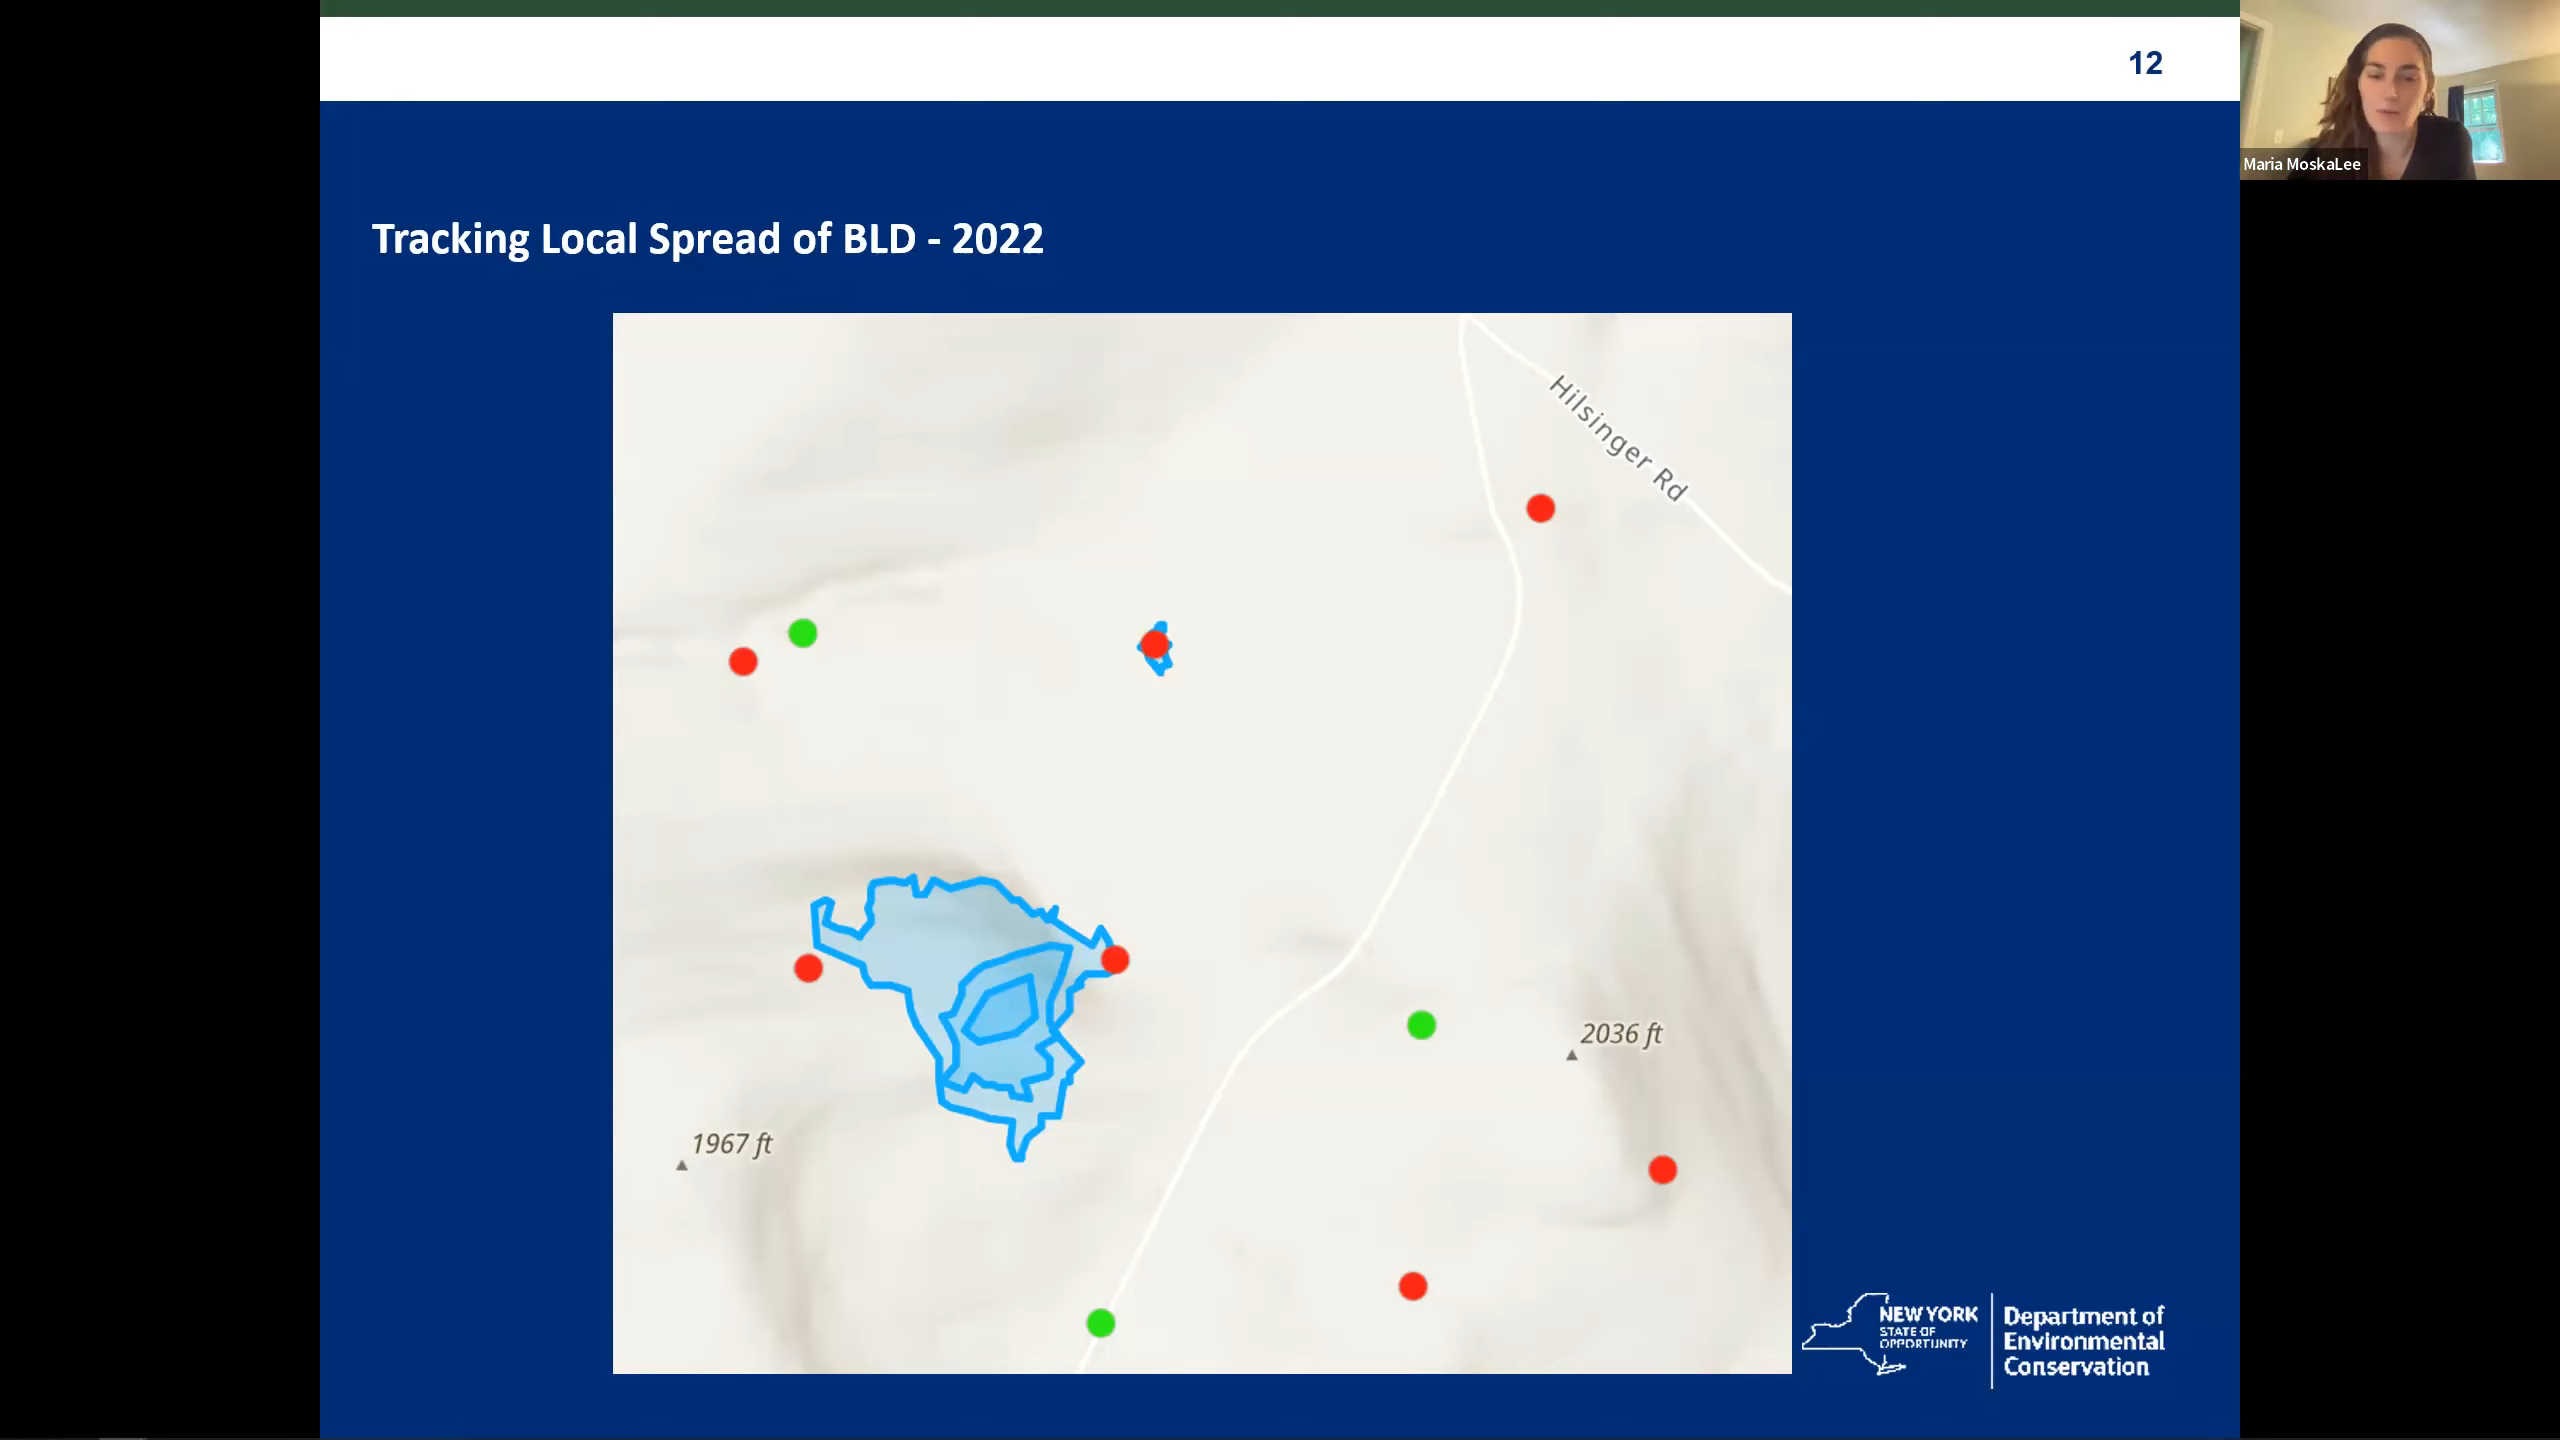 12
Maria MoskaLee
Tracking Local Spread of BLD - 2022
Hilsinger Rd
2036 ft
1967 ft
NEW YORK
STATE OF
OPPORTUNITY
Department of
Environmental
Conservation